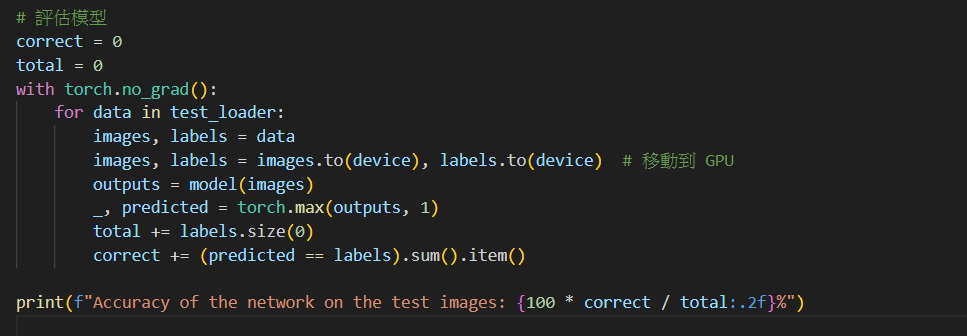 # 評估模型
correct = 0
total = 0
with torch.no_grad():
    for data in test_loader:
        images, labels = data
        images, labels = images.to(device), labels.to(device)  # 移動到 GPU
        outputs = model(images)
        _, predicted = torch.max(outputs, 1)
        total += labels.size(0)
        correct += (predicted == labels).sum().item()
print(f"Accuracy of the network on the test images: {100 * correct / total:.2f}%")